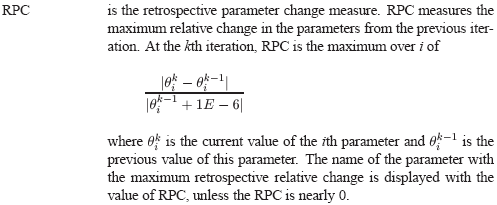 RPC is the retrospective parameter change measure. RPC measures the
maximum relative change in the parameters from the previous iter-
ation. At the kth iteration, RPC is the maximum over i of
|θ_i^k − θ_i^{k−1}|
|θ_i^{k−1} + 1E − 6|
where θ_i^k is the current value of the ith parameter and θ_i^{k−1} is the
previous value of this parameter. The name of the parameter with
the maximum retrospective relative change is displayed with the
value of RPC, unless the RPC is nearly 0.